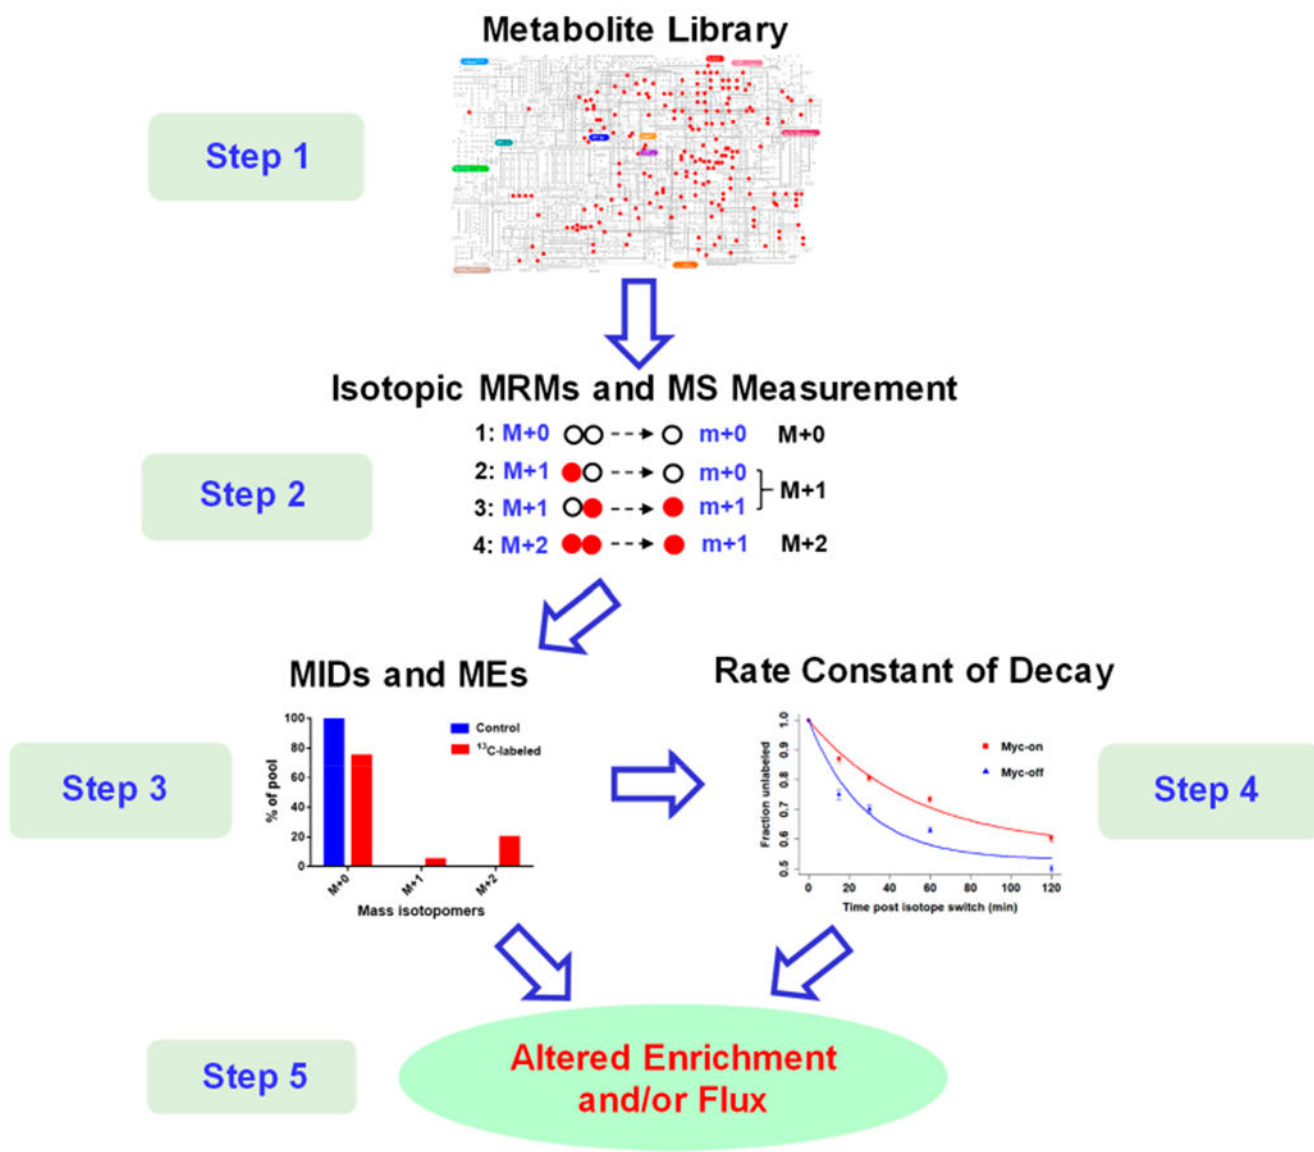 Metabolite Library
Step 1
Isotopic MRMs and MS Measurement
1: M+0 m+0 M+0
2: M+1 m+0
M+1
3: M+1 m+1
4: M+2 m+1 M+2
Step 2
MIDs and MEs
Step 3
100
80
60
40
20
0
% of pool
Control
¹³C-labeled
M+0
M+1
M+2
Mass isotopomers
Rate Constant of Decay
Step 4
1.0
0.9
0.8
0.7
0.6
0.5
Fraction unlabeled
Myc-on
Myc-off
0 20 40 60 80 100 120
Time post isotope switch (min)
Step 5
Altered Enrichment
and/or Flux